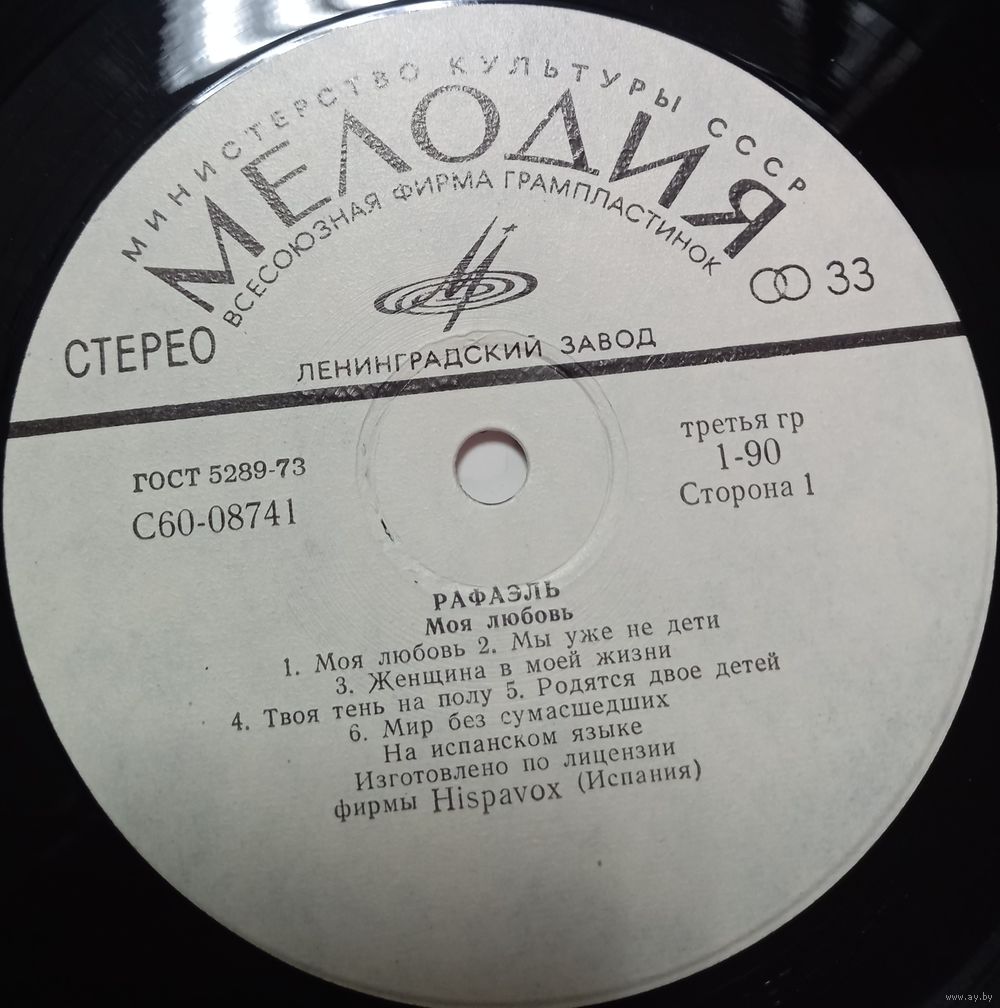 МИНИСТЕРСТВО КУЛЬТУРЫ СССР
МЕЛОДИЯ
ВСЕСОЮЗНАЯ ФИРМА ГРАМПЛАСТИНОК
33
СТЕРЕО
ЛЕНИНГРАДСКИЙ ЗАВОД
ГОСТ 5289-73
С60-08741
третья гр
1-90
Сторона 1
РАФАЭЛЬ
Моя любовь
1. Моя любовь 2. Мы уже не дети
3. Женщина в моей жизни
4. Твоя тень на полу 5. Родятся двое детей
6. Мир без сумасшедших
На испанском языке
Изготовлено по лицензии
фирмы Hispavox (Испания)
www.ay.by